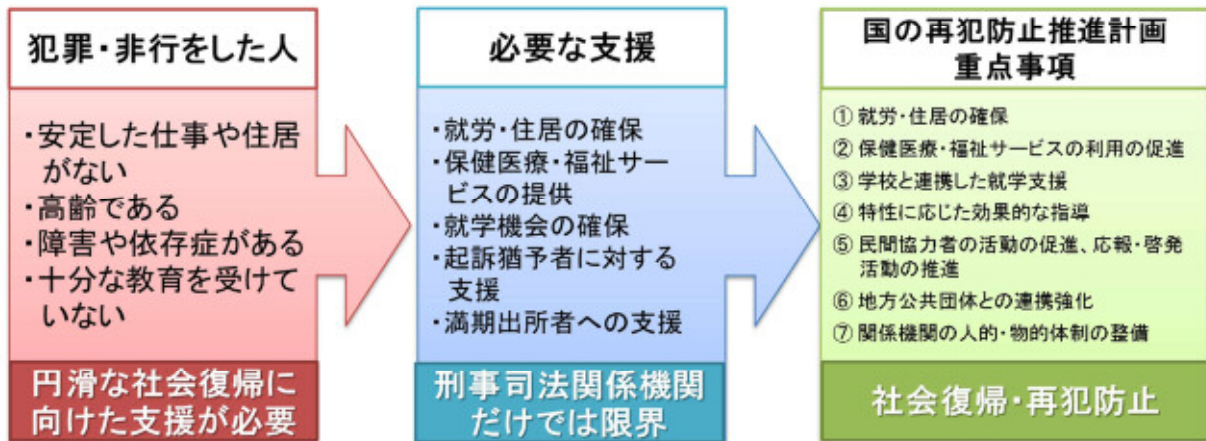 犯罪・非行をした人
・安定した仕事や住居
がない
・高齢である
・障害や依存症がある
・十分な教育を受けて
いない
円滑な社会復帰に
向けた支援が必要
必要な支援
・就労・住居の確保
・保健医療・福祉サー
ビスの提供
・就学機会の確保
・起訴猶予者に対する
支援
・満期出所者への支援
刑事司法関係機関
だけでは限界
国の再犯防止推進計画
重点事項
① 就労・住居の確保
② 保健医療・福祉サービスの利用の促進
③ 学校と連携した就学支援
④ 特性に応じた効果的な指導
⑤ 民間協力者の活動の促進、応報・啓発
活動の推進
⑥ 地方公共団体との連携強化
⑦ 関係機関の人的・物的体制の整備
社会復帰・再犯防止